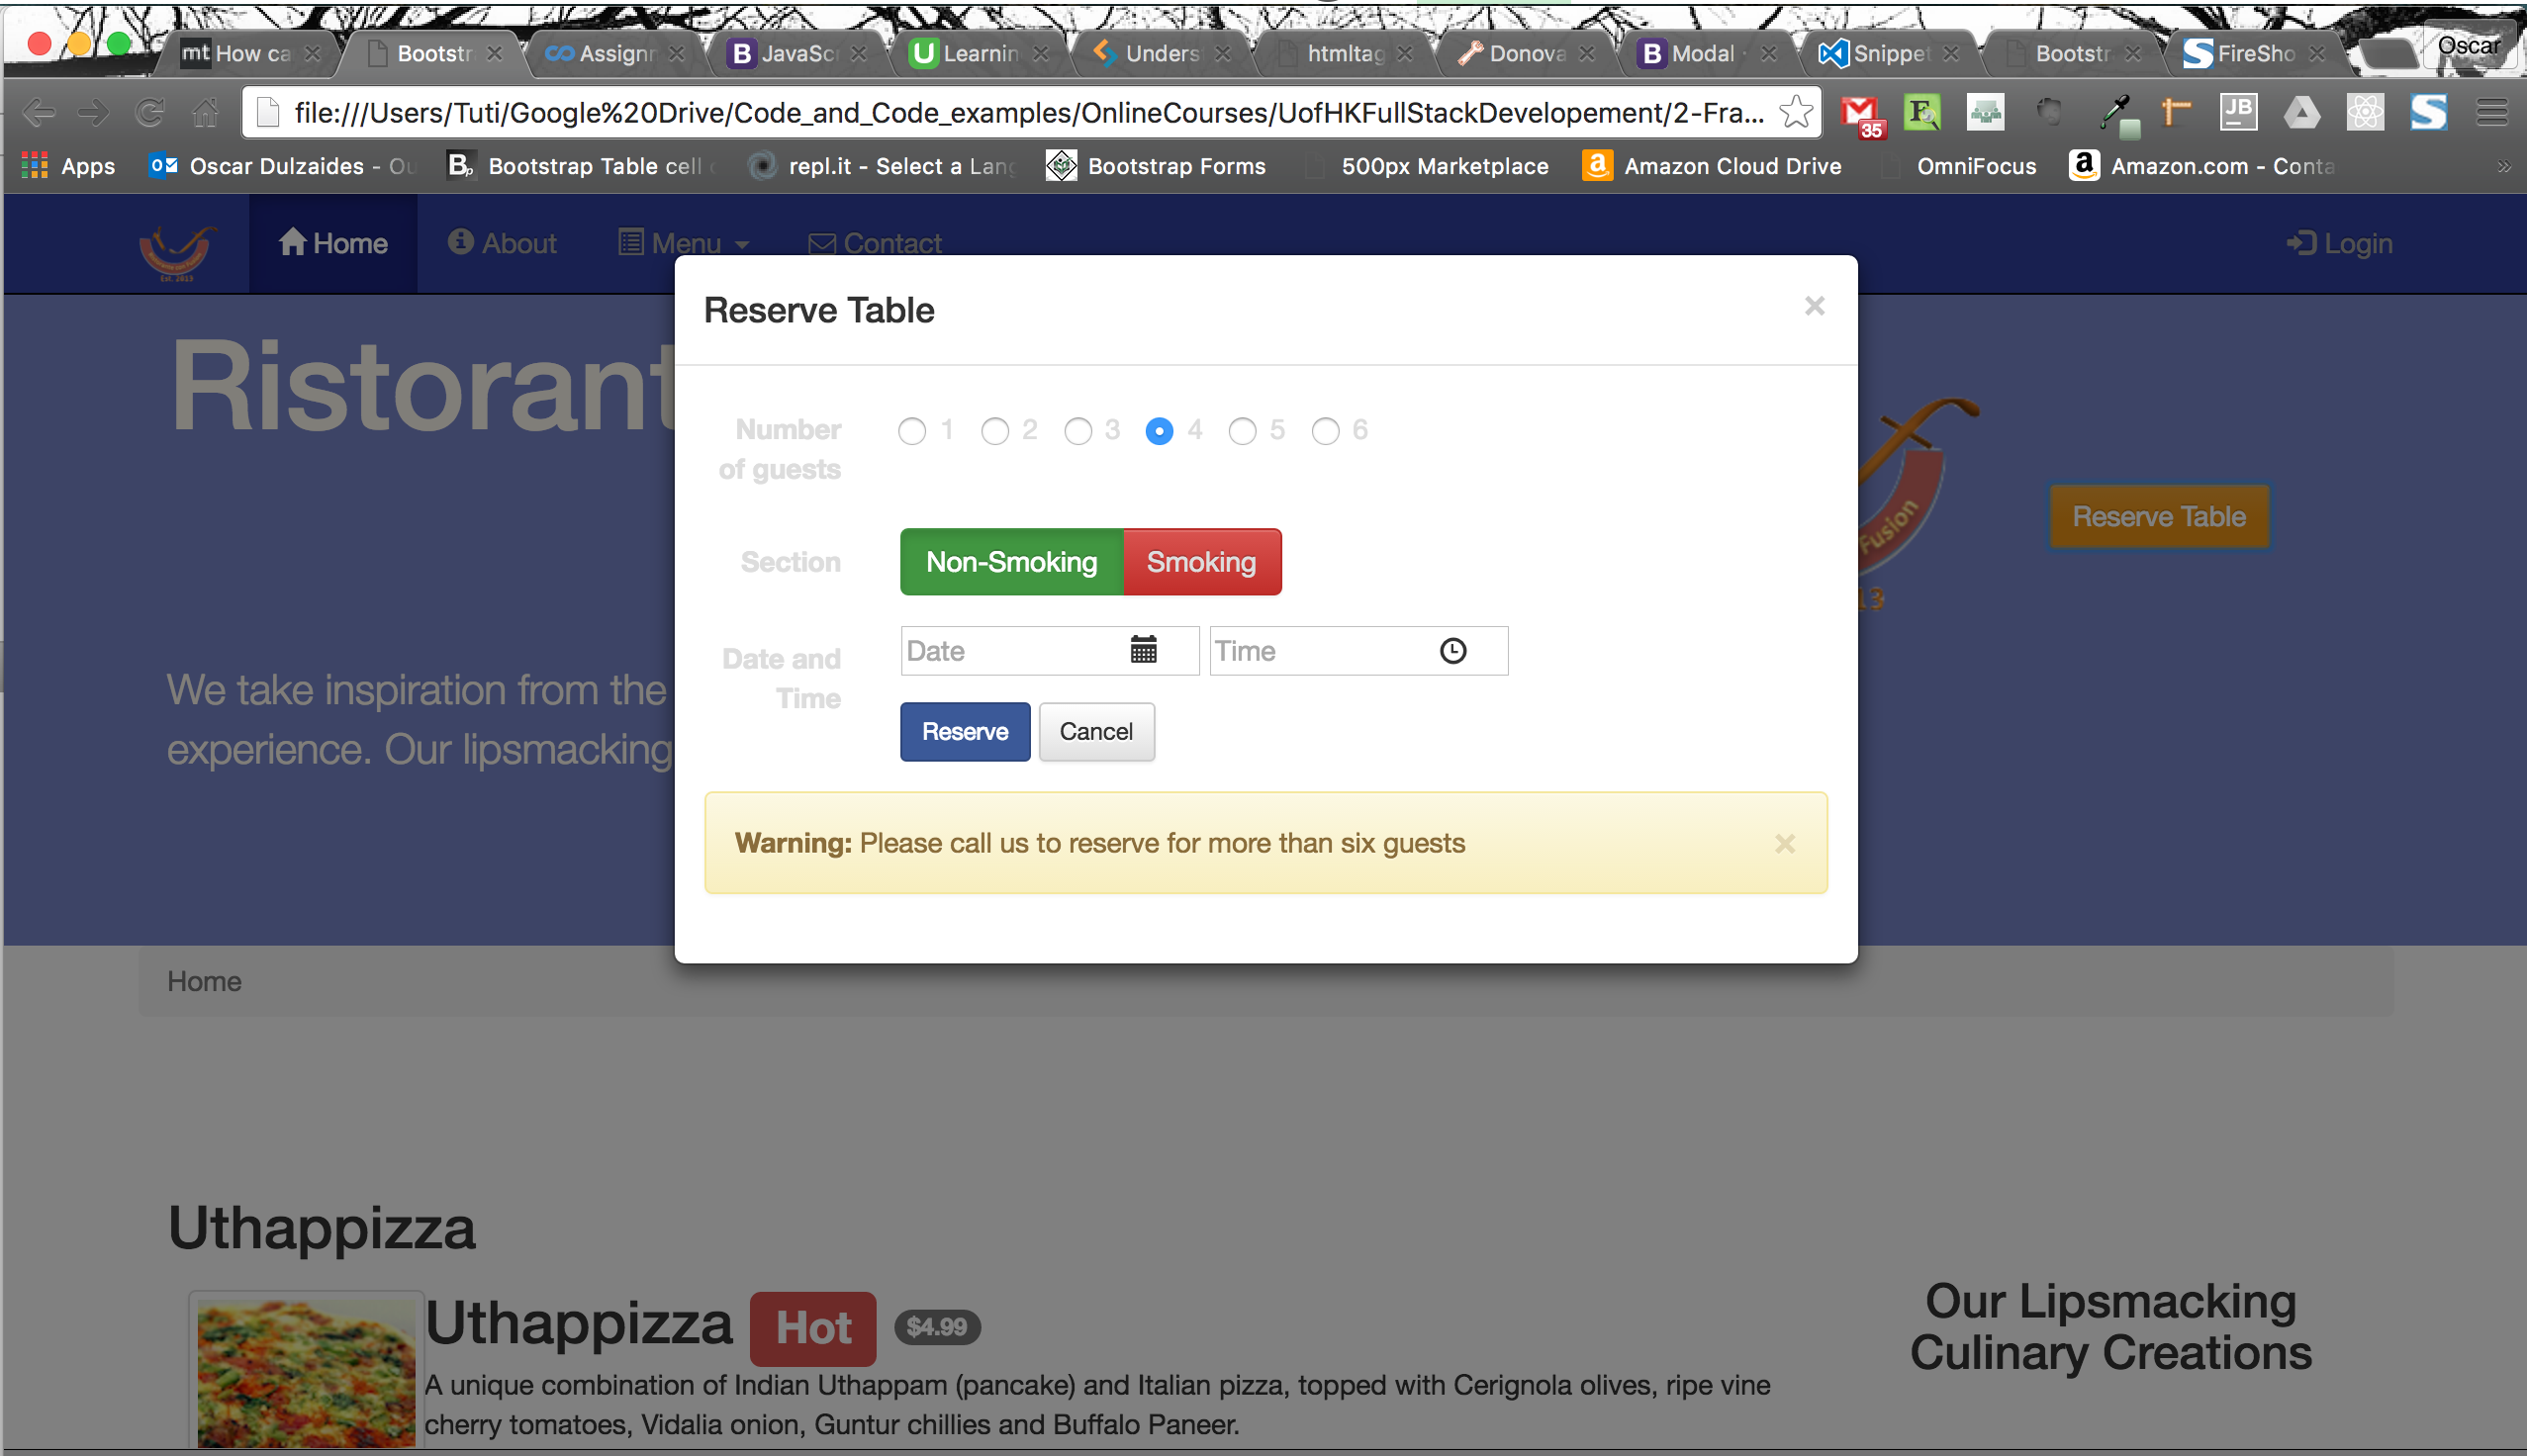 mt How ca
Bootstr
Assignr
B JavaSc
U Learnin
Unders
htmltag
Donova
B Modal
Snippet
Bootstr
FireSho
Oscar
file:///Users/Tuti/Google%20Drive/Code_and_Code_examples/OnlineCourses/UofHKFullStackDevelopement/2-Fra...
35
JB
Apps
Oscar Dulzaides - Ou
Bootstrap Table cell
repl.it - Select a Lang
Bootstrap Forms
500px Marketplace
Amazon Cloud Drive
OmniFocus
Amazon.com - Conta
»
Est. 2013
Home
About
Menu
Contact
Login
Reserve Table
×
Ristorant
Number
of guests
1 2 3 4 5 6
Section
Non-Smoking Smoking
Date and
Time
Date
Time
Reserve Cancel
Warning: Please call us to reserve for more than six guests
×
Fusion
13
Reserve Table
We take inspiration from the
experience. Our lipsmacking
Home
Uthappizza
Uthappizza Hot $4.99
A unique combination of Indian Uthappam (pancake) and Italian pizza, topped with Cerignola olives, ripe vine
cherry tomatoes, Vidalia onion, Guntur chillies and Buffalo Paneer.
Our Lipsmacking
Culinary Creations